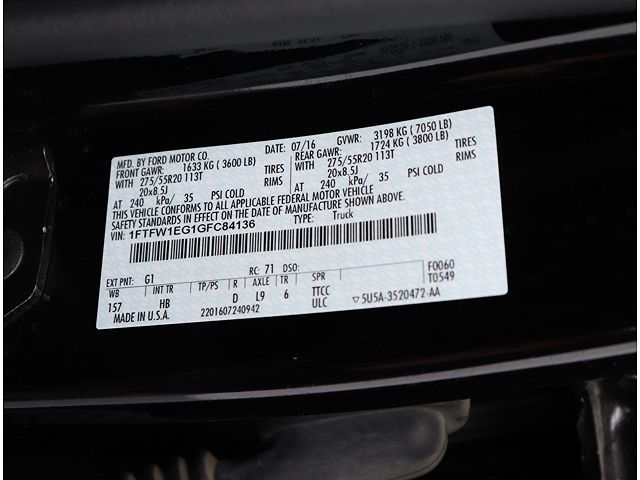 MFD. BY FORD MOTOR CO. DATE: 07/16 GVWR: 3198 KG ( 7050 LB)
FRONT GAWR: 1633 KG ( 3600 LB) REAR GAWR: 1724 KG ( 3800 LB)
WITH 275/55R20 113T TIRES WITH 275/55R20 113T TIRES
20x8.5J RIMS 20x8.5J RIMS
AT 240 kPa/ 35 PSI COLD AT 240 kPa/ 35 PSI COLD
THIS VEHICLE CONFORMS TO ALL APPLICABLE FEDERAL MOTOR VEHICLE
SAFETY STANDARDS IN EFFECT ON THE DATE OF MANUFACTURE SHOWN ABOVE.
VIN: 1FTFW1EG1GFC84136 TYPE: Truck
EXT PNT: G1 RC: 71 DSO: F0060
WB INT TR TP/PS R AXLE TR SPR T0549
157 HB D L9 6 TTCC
MADE IN U.S.A. ULC ▽5U5A-3520472-AA
2201607240942